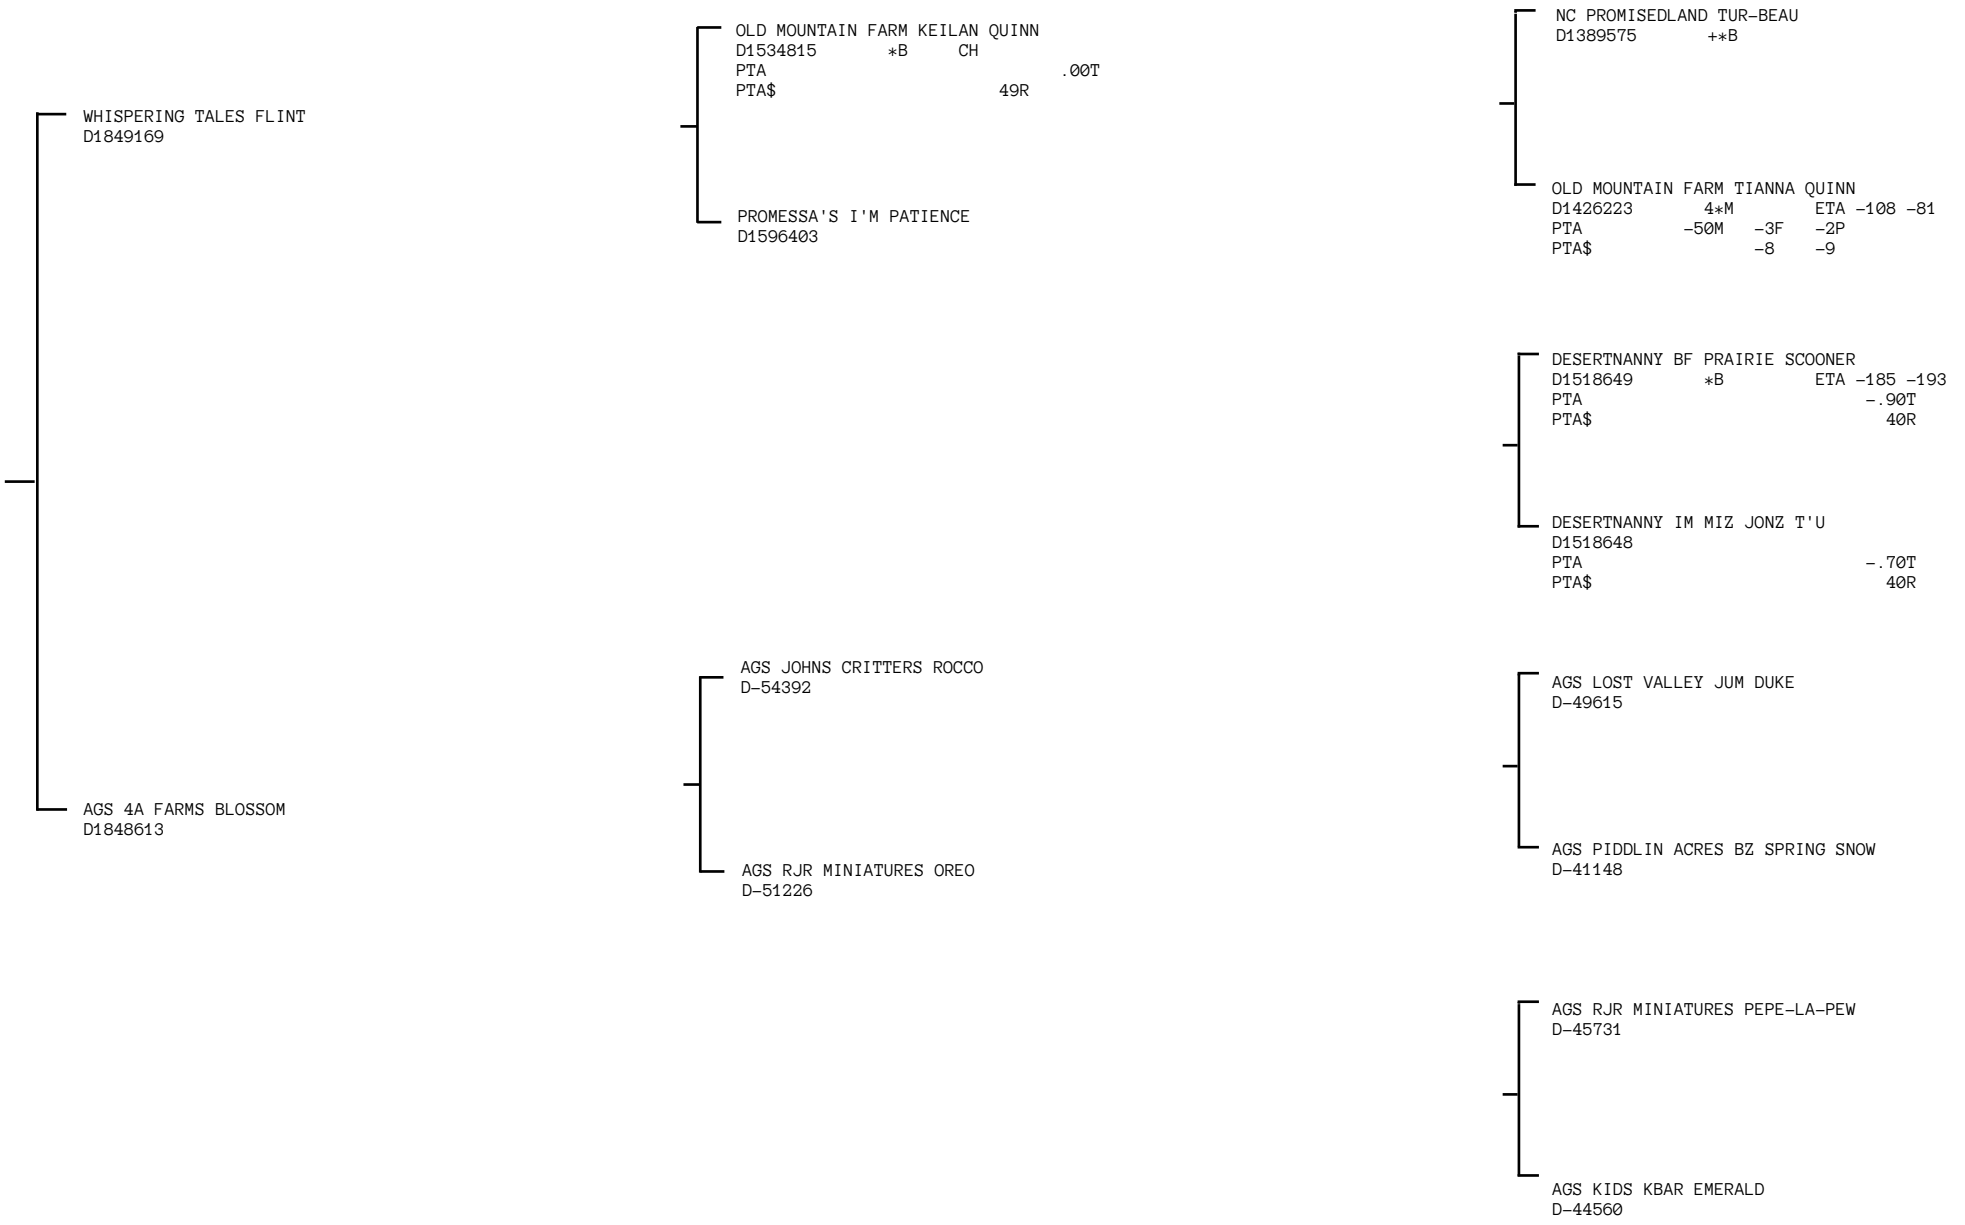 WHISPERING TALES FLINT
D1849169
AGS 4A FARMS BLOSSOM
D1848613
OLD MOUNTAIN FARM KEILAN QUINN
D1534815 *B CH
PTA .00T
PTA$ 49R
PROMESSA'S I'M PATIENCE
D1596403
AGS JOHNS CRITTERS ROCCO
D-54392
AGS RJR MINIATURES OREO
D-51226
NC PROMISEDLAND TUR-BEAU
D1389575 +*B
OLD MOUNTAIN FARM TIANNA QUINN
D1426223 4*M ETA -108 -81
PTA -50M -3F -2P
PTA$ -8 -9
DESERTNANNY BF PRAIRIE SCOONER
D1518649 *B ETA -185 -193
PTA -.90T
PTA$ 40R
DESERTNANNY IM MIZ JONZ T'U
D1518648
PTA -.70T
PTA$ 40R
AGS LOST VALLEY JUM DUKE
D-49615
AGS PIDDLIN ACRES BZ SPRING SNOW
D-41148
AGS RJR MINIATURES PEPE-LA-PEW
D-45731
AGS KIDS KBAR EMERALD
D-44560